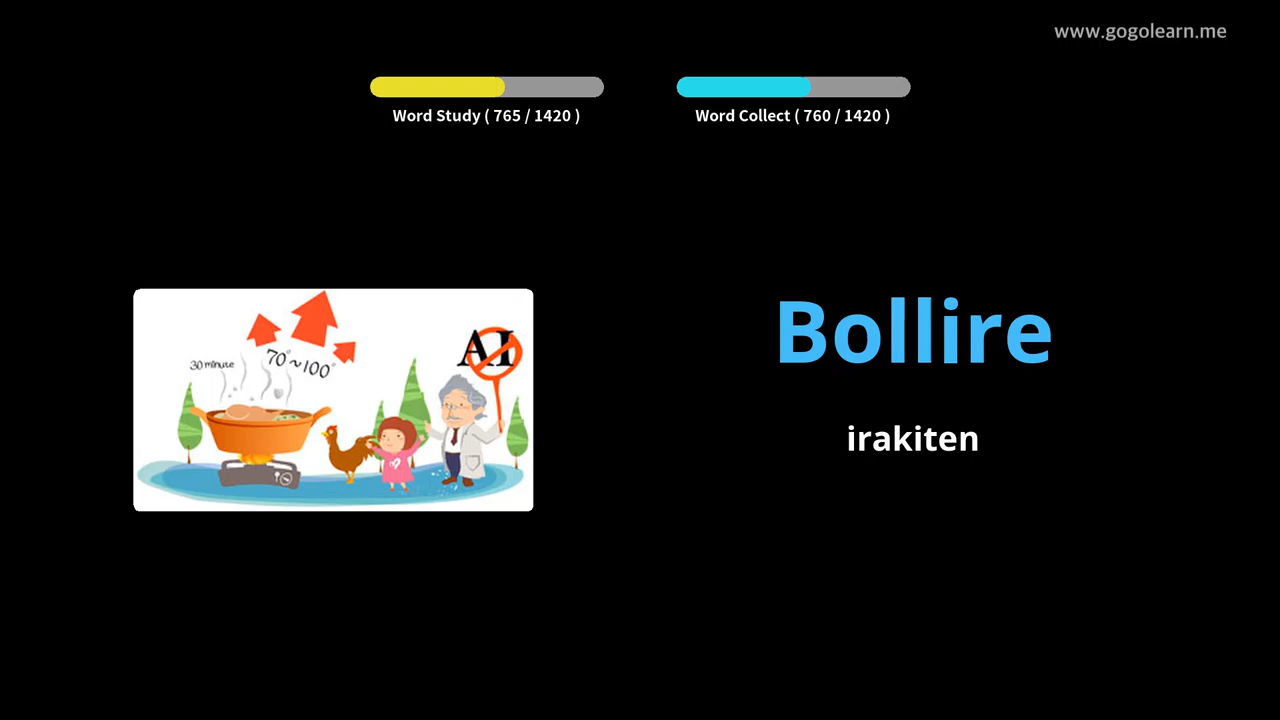 www.gogolearn.me
Word Study ( 765 / 1420 )
Word Collect ( 760 / 1420 )
30 minute
70°~100°
AI
Bollire
irakiten